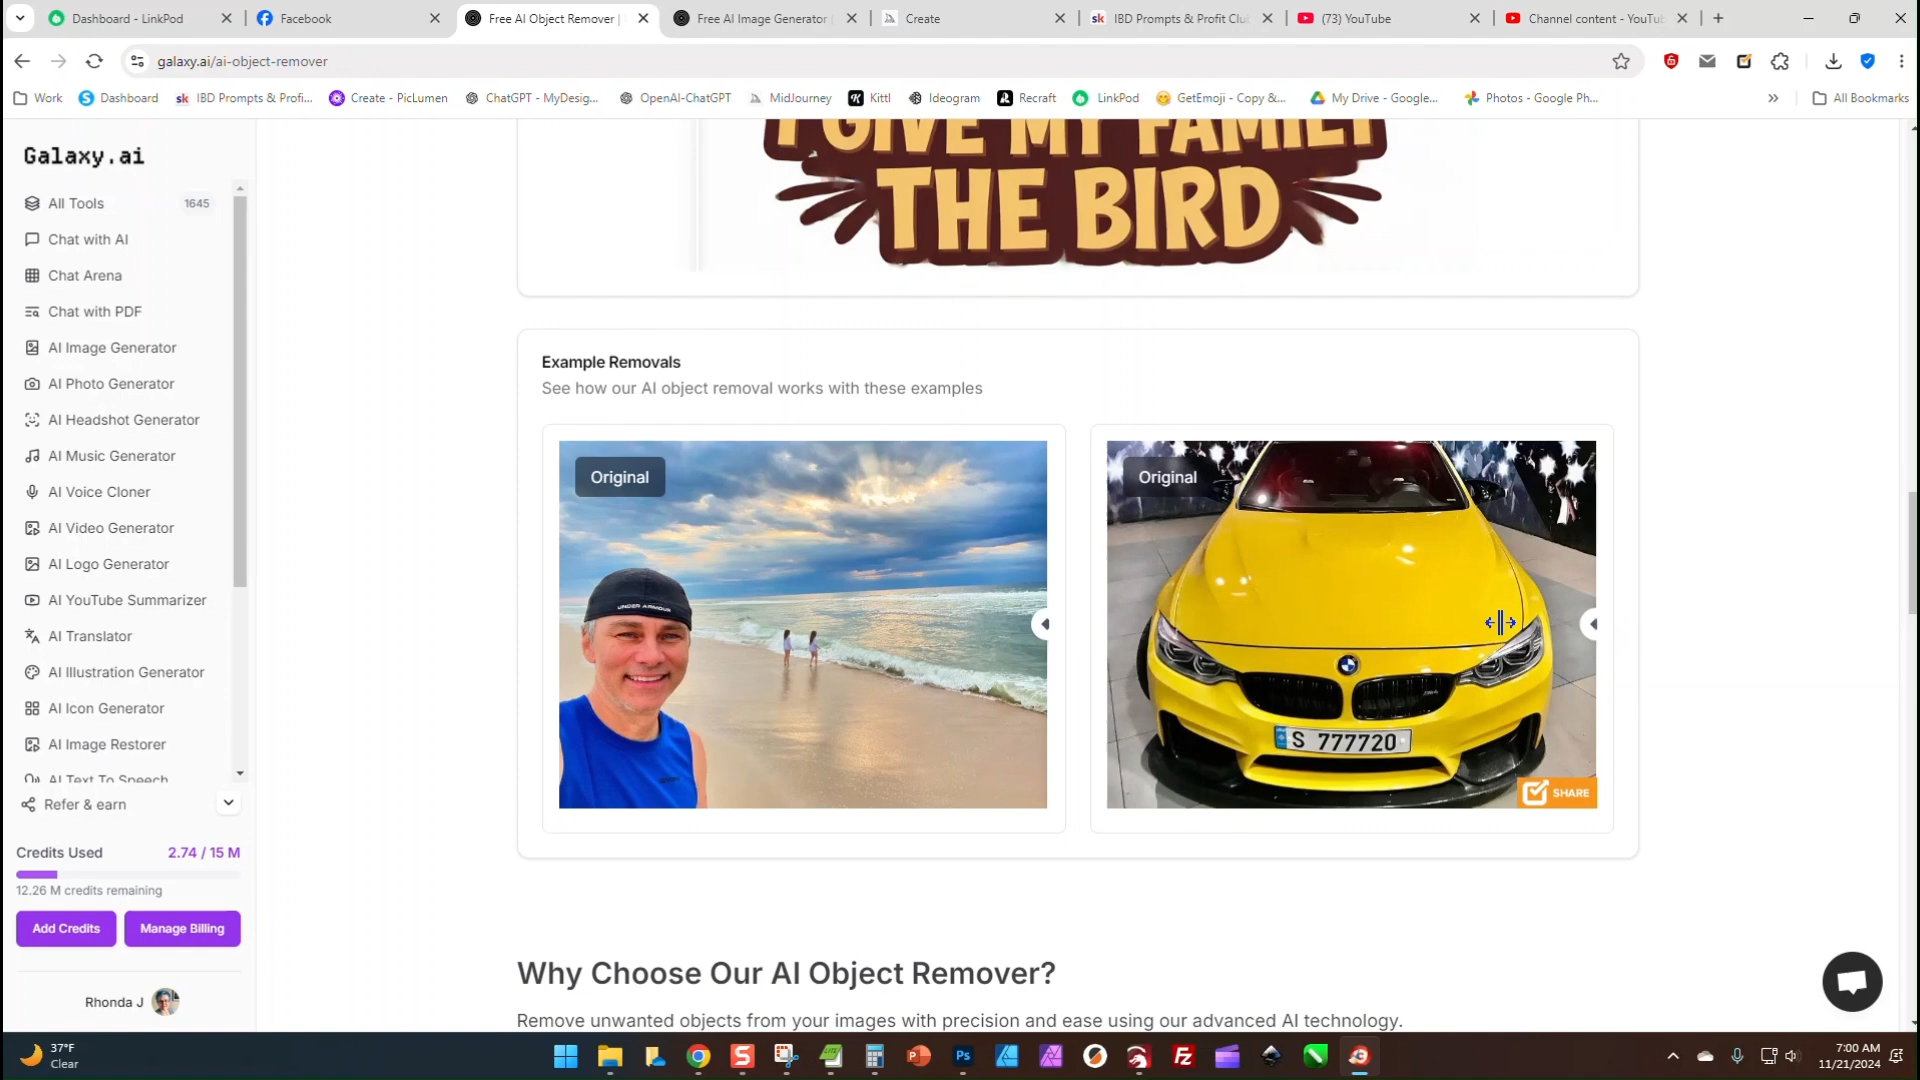 Dashboard - LinkPod
Facebook
Free AI Object Remover |
Free AI Image Generator
Create
IBD Prompts & Profit Clu
(73) YouTube
Channel content - YouTu
galaxy.ai/ai-object-remover
Work
Dashboard
IBD Prompts & Profi...
Create - PicLumen
ChatGPT - MyDesig...
OpenAI-ChatGPT
MidJourney
Kittl
Ideogram
Recraft
LinkPod
GetEmoji - Copy &...
My Drive - Google...
Photos - Google Ph...
All Bookmarks
Galaxy.ai
All Tools 1645
Chat with AI
Chat Arena
Chat with PDF
AI Image Generator
AI Photo Generator
AI Headshot Generator
AI Music Generator
AI Voice Cloner
AI Video Generator
AI Logo Generator
AI YouTube Summarizer
AI Translator
AI Illustration Generator
AI Icon Generator
AI Image Restorer
AI Text To Speech
Refer & earn
Credits Used 2.74 / 15 M
12.26 M credits remaining
Add Credits
Manage Billing
Rhonda J
I GIVE MY FAMILY
THE BIRD
Example Removals
See how our AI object removal works with these examples
Original
UNDER ARMOUR
Original
S 777720
SHARE
Why Choose Our AI Object Remover?
Remove unwanted objects from your images with precision and ease using our advanced AI technology.
37°F
Clear
7:00 AM
11/21/2024